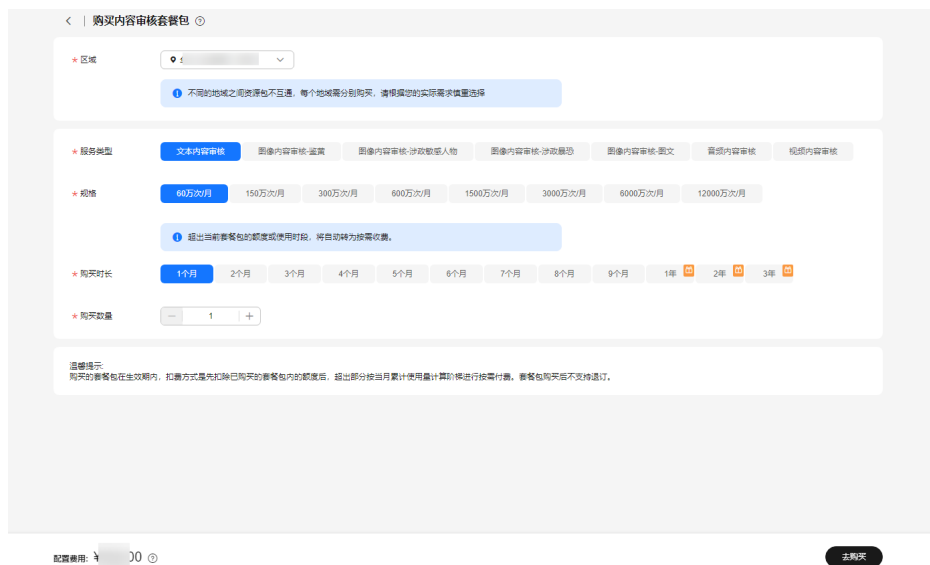 购买内容审核套餐包
* 区域
不同的地域之间资源包不互通，每个地域需分别购买，请根据您的实际需求慎重选择
* 服务类型 文本内容审核 图像内容审核-鉴黄 图像内容审核-涉政敏感人物 图像内容审核-涉政暴恐 图像内容审核-图文 音频内容审核 视频内容审核
* 规格 60万次/月 150万次/月 300万次/月 600万次/月 1500万次/月 3000万次/月 6000万次/月 12000万次/月
超出当前套餐包的额度或使用时段，将自动转为按需收费。
* 购买时长 1个月 2个月 3个月 4个月 5个月 6个月 7个月 8个月 9个月 1年 2年 3年
* 购买数量 1
温馨提示:
购买的套餐包在生效期内，扣费方式是先扣除已购买的套餐包内的额度后，超出部分按当月累计使用量计算阶梯进行按需付费。套餐包购买后不支持退订。
配置费用: ¥ 00 去购买